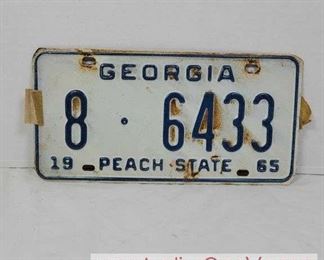 GEORGIA
8 · 6433
19 PEACH STATE 65